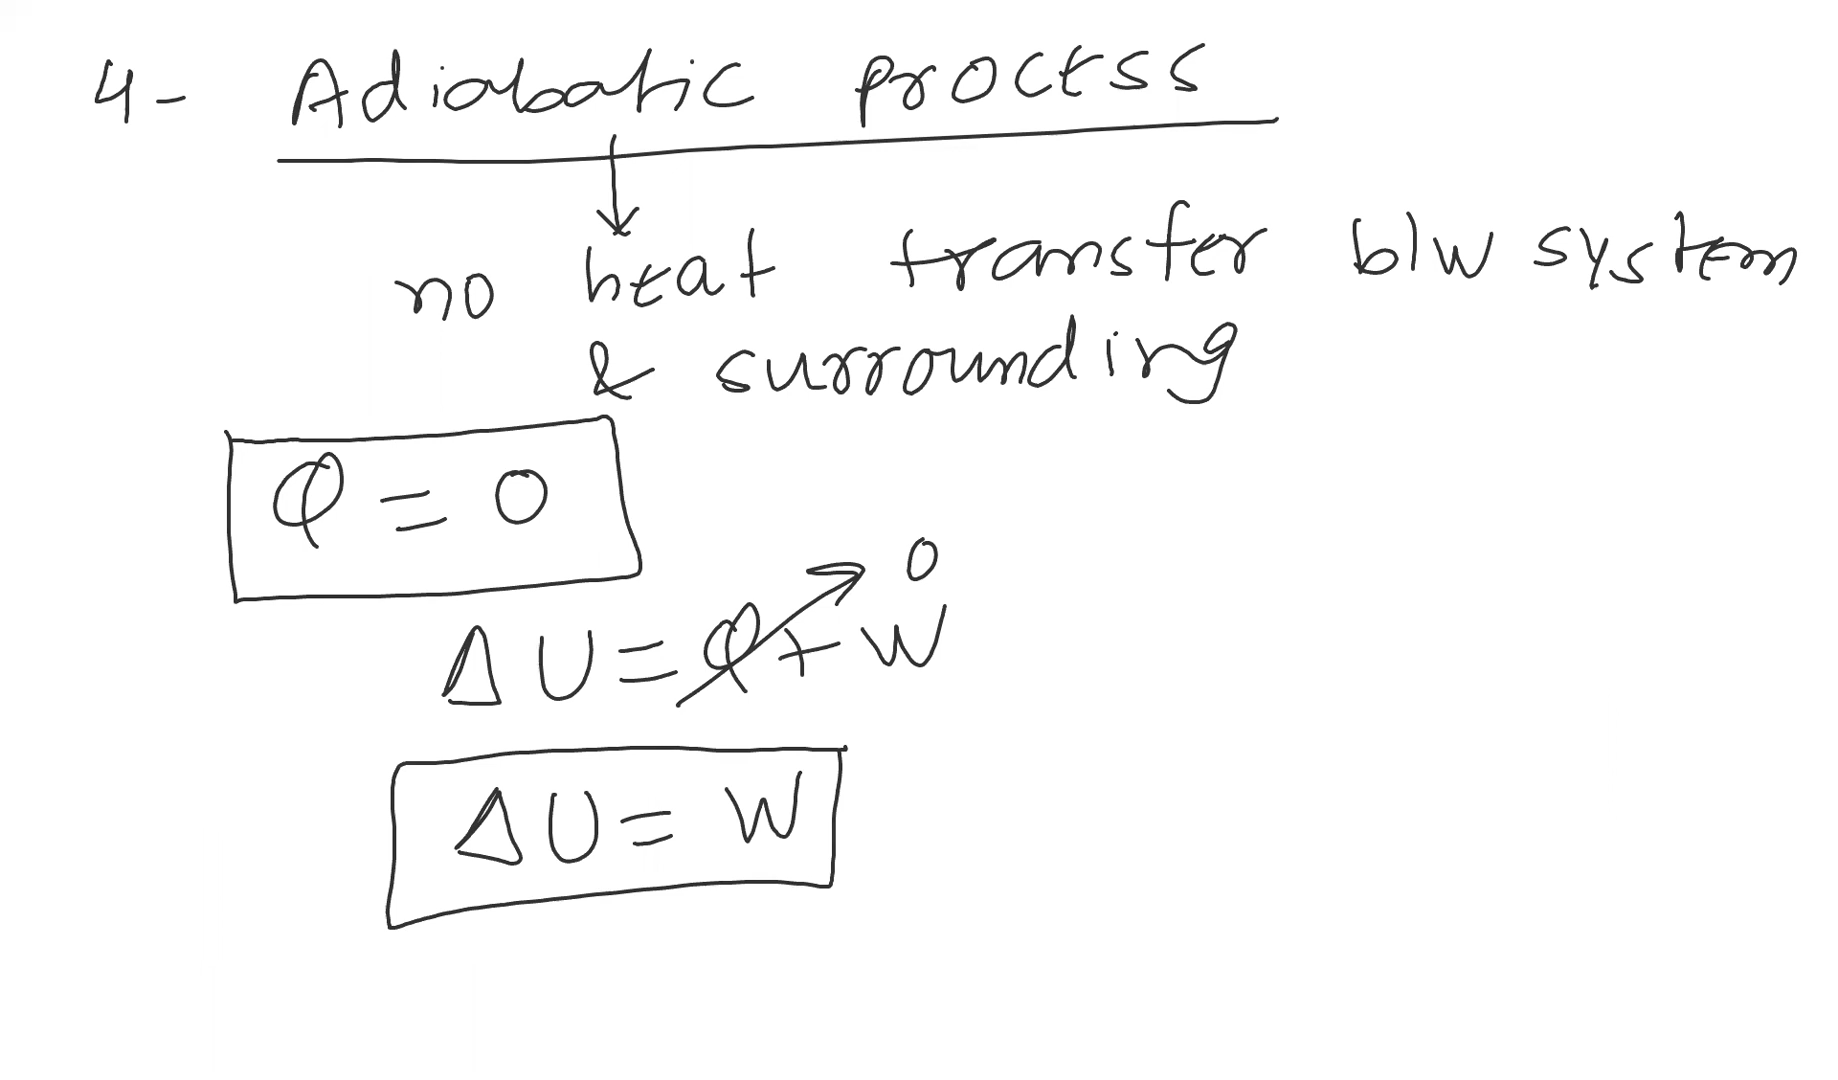 4- Adiabatic process
no heat transfer b/w system
& surrounding
Q = 0
0
ΔU = Q + W
ΔU = W